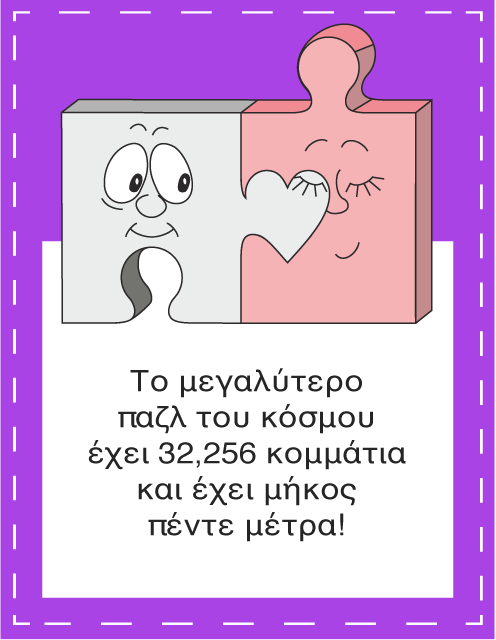 Το μεγαλύτερο
παζλ του κόσμου
έχει 32,256 κομμάτια
και έχει μήκος
πέντε μέτρα!